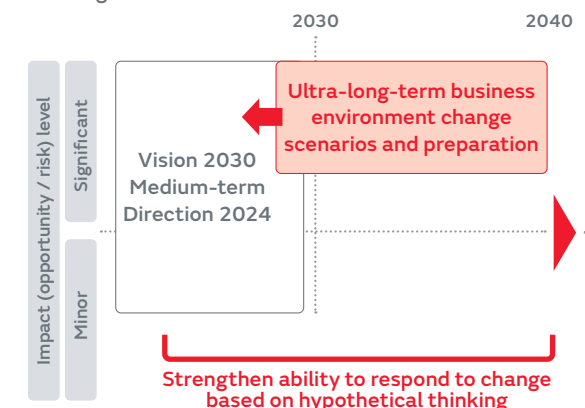 2030
2040
Impact (opportunity / risk) level
Significant
Minor
Vision 2030
Medium-term
Direction 2024
Ultra-long-term business
environment change
scenarios and preparation
Strengthen ability to respond to change
based on hypothetical thinking